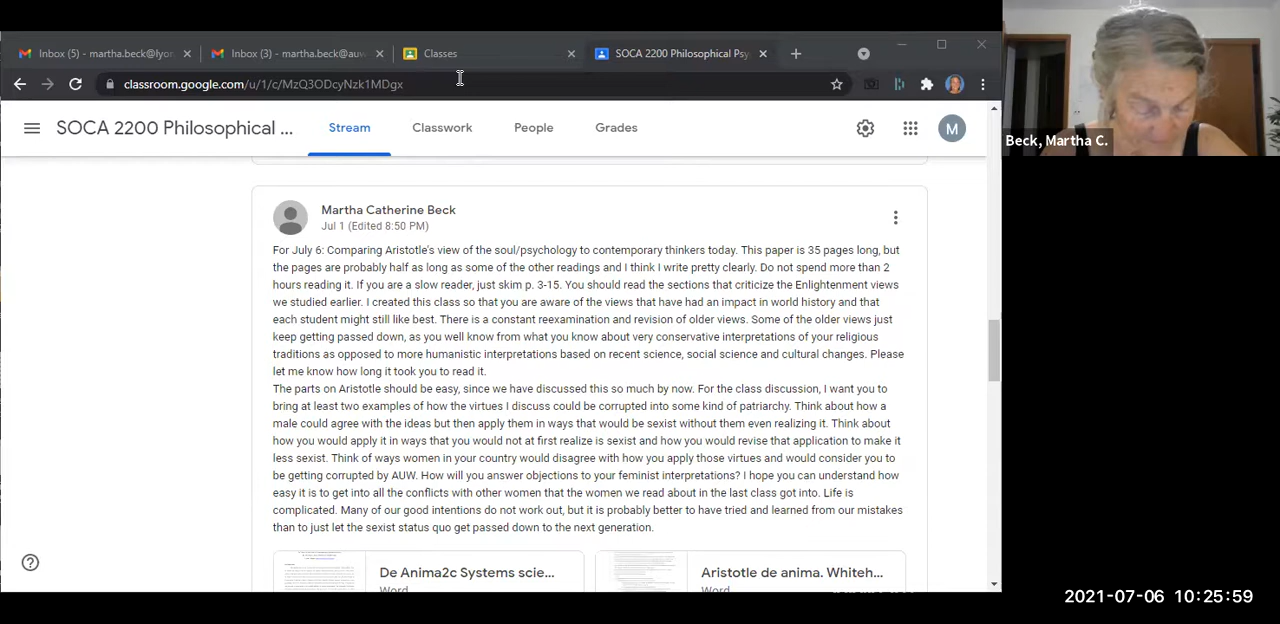 Inbox (5) - martha.beck@lyor
Inbox (3) - martha.beck@auw
Classes
SOCA 2200 Philosophical Psy
classroom.google.com/u/1/c/MzQ3ODcyNzk1MDgx
SOCA 2200 Philosophical ...
Stream
Classwork
People
Grades
M
Beck, Martha C.
Martha Catherine Beck
Jul 1 (Edited 8:50 PM)
For July 6: Comparing Aristotle's view of the soul/psychology to contemporary thinkers today. This paper is 35 pages long, but
the pages are probably half as long as some of the other readings and I think I write pretty clearly. Do not spend more than 2
hours reading it. If you are a slow reader, just skim p. 3-15. You should read the sections that criticize the Enlightenment views
we studied earlier. I created this class so that you are aware of the views that have had an impact in world history and that
each student might still like best. There is a constant reexamination and revision of older views. Some of the older views just
keep getting passed down, as you well know from what you know about very conservative interpretations of your religious
traditions as opposed to more humanistic interpretations based on recent science, social science and cultural changes. Please
let me know how long it took you to read it.
The parts on Aristotle should be easy, since we have discussed this so much by now. For the class discussion, I want you to
bring at least two examples of how the virtues I discuss could be corrupted into some kind of patriarchy. Think about how a
male could agree with the ideas but then apply them in ways that would be sexist without them even realizing it. Think about
how you would apply it in ways that you would not at first realize is sexist and how you would revise that application to make it
less sexist. Think of ways women in your country would disagree with how you apply those virtues and would consider you to
be getting corrupted by AUW. How will you answer objections to your feminist interpretations? I hope you can understand how
easy it is to get into all the conflicts with other women that the women we read about in the last class got into. Life is
complicated. Many of our good intentions do not work out, but it is probably better to have tried and learned from our mistakes
than to just let the sexist status quo get passed down to the next generation.
De Anima2c Systems scie...
Word
Aristotle de anima. Whiteh...
Word
2021-07-06 10:25:59